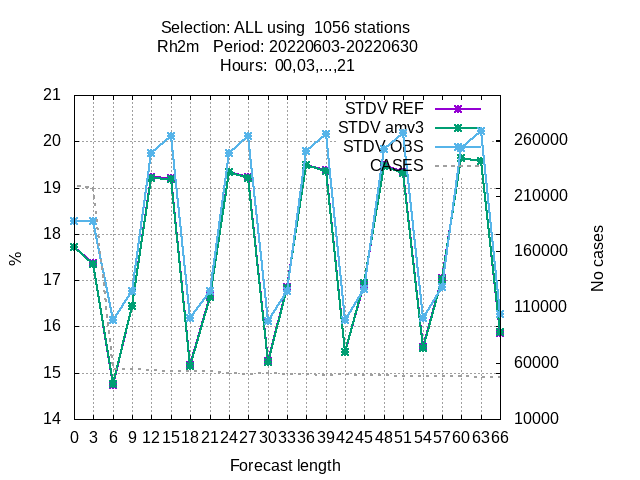 Selection: ALL using  1056 stations
Rh2m   Period: 20220603-20220630
Hours:  00,03,...,21
STDV REF
STDV amv3
STDV OBS
CASES
21
20
19
18
17
16
15
14
%
260000
210000
160000
110000
60000
10000
No cases
0 3 6 9 12 15 18 21 24 27 30 33 36 39 42 45 48 51 54 57 60 63 66
Forecast length